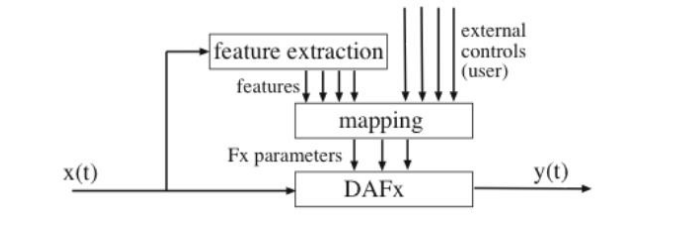 external
feature extraction
controls
(user)
features
mapping
Fx parameters
x(t)
y(t)
DAFx